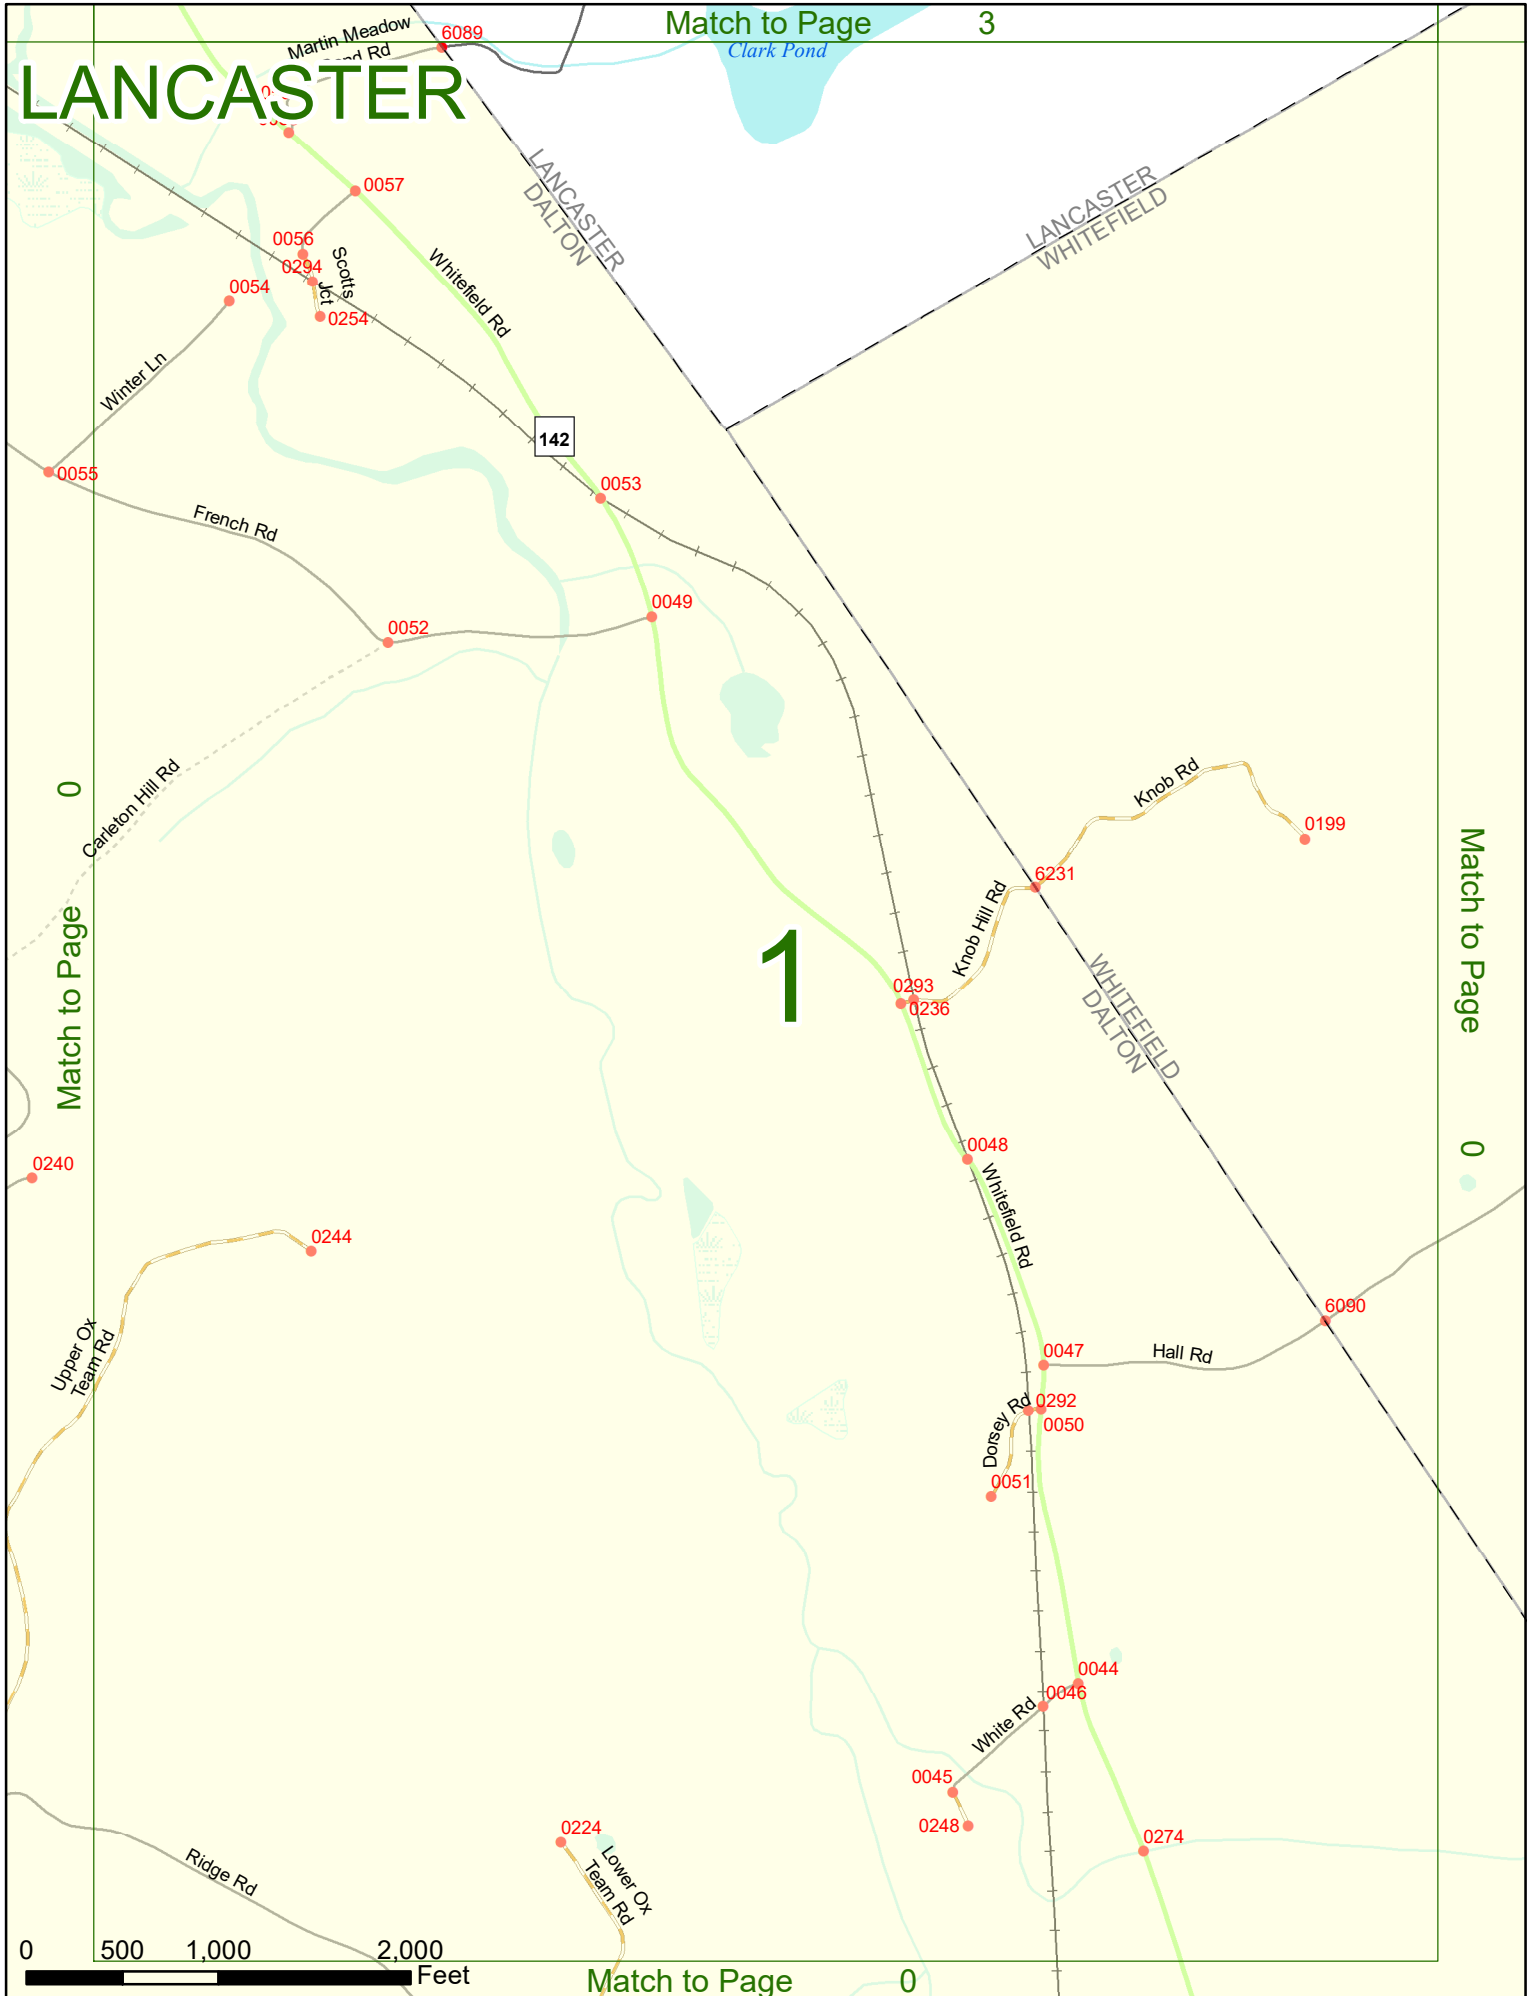 Match to Page 3
Martin Meadow
Pond Rd
6089
Clark Pond
LANCASTER
0057
LANCASTER
DALTON
LANCASTER
WHITEFIELD
0056
Scotts
Jct
0294
0054
0254
Whitefield Rd
Winter Ln
142
0055
0053
French Rd
0049
0052
Carleton Hill Rd
Knob Rd
0199
6231
Knob Hill Rd
Match to Page 0
Match to Page 0
1
0293
0236
WHITEFIELD
DALTON
0048
Whitefield Rd
0240
0244
Upper Ox
Team Rd
6090
0047
Hall Rd
0292
0050
Dorsey Rd
0051
0044
0046
White Rd
0045
0248
0224
0274
Lower Ox
Team Rd
Ridge Rd
0 500 1,000 2,000
Feet
Match to Page 0